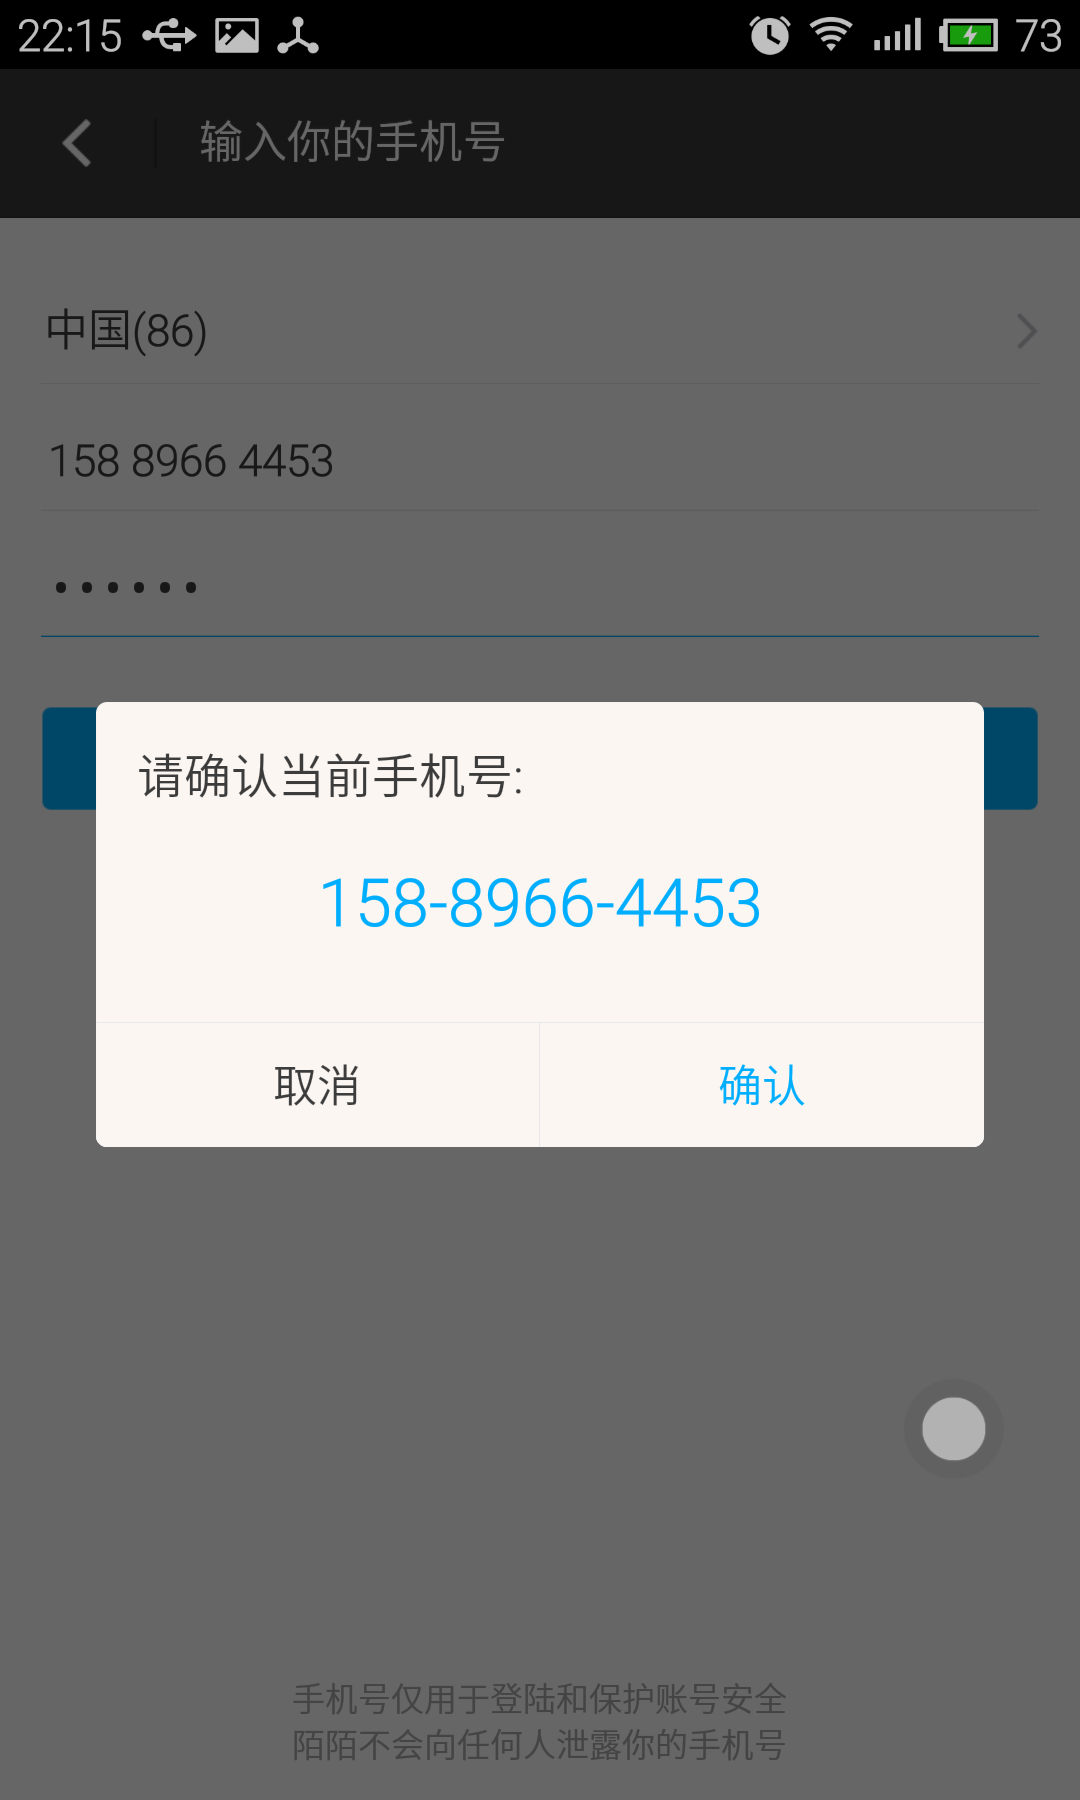 22:15 73
输入你的手机号
中国(86)
158 8966 4453
••••••
请确认当前手机号:
158-8966-4453
取消 确认
手机号仅用于登陆和保护账号安全
陌陌不会向任何人泄露你的手机号